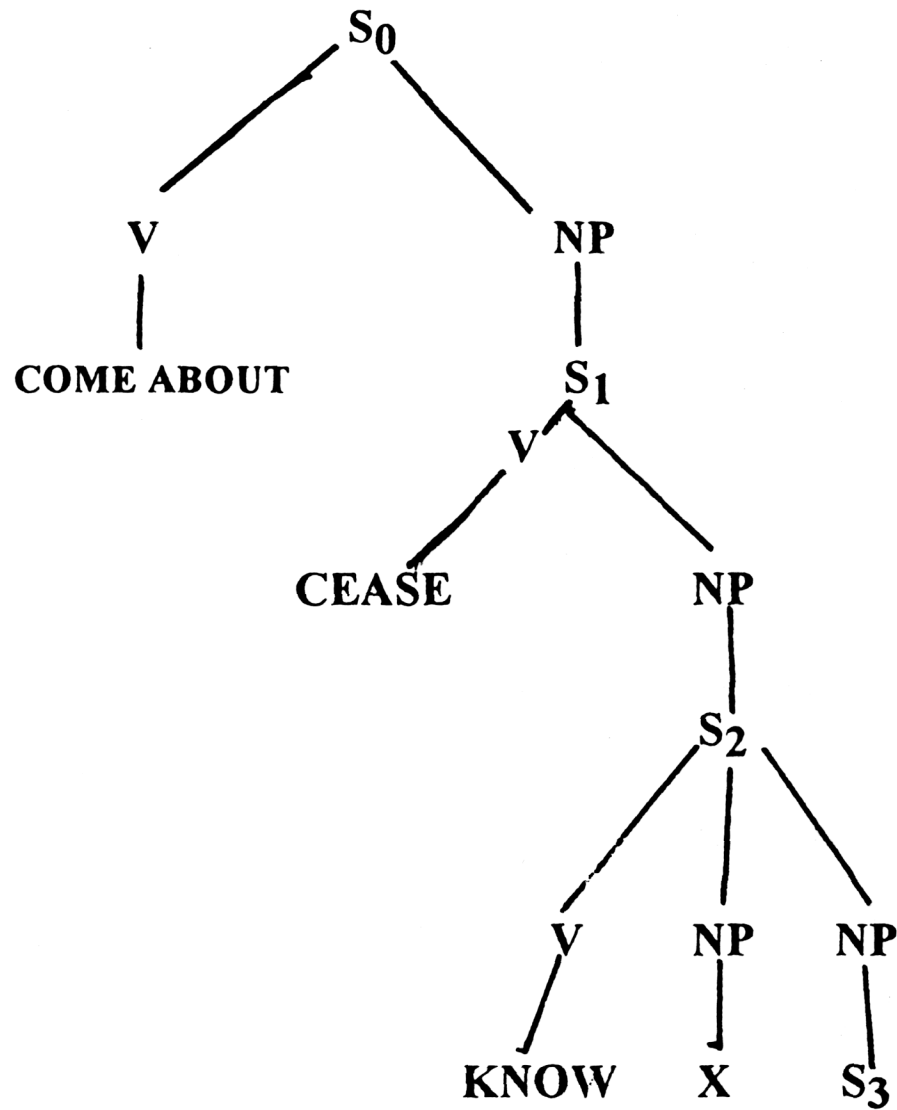 S0
V NP
COME ABOUT S1
V
CEASE NP
S2
V NP NP
KNOW X S3